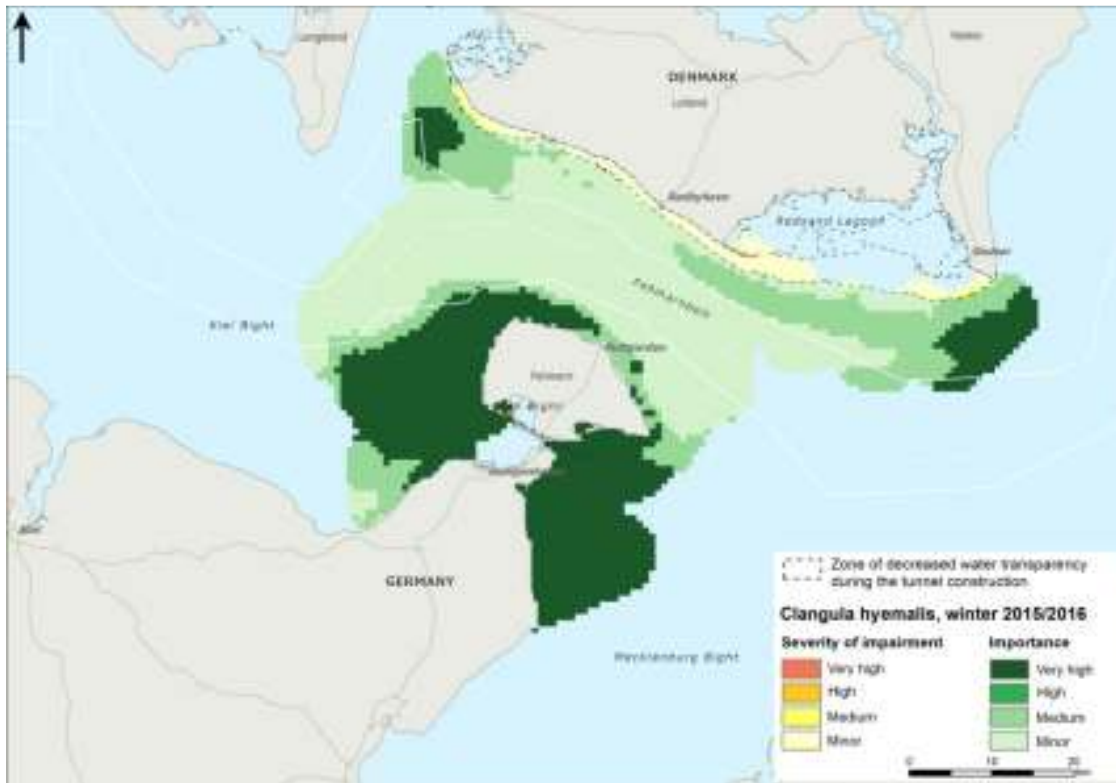 DENMARK
Lolland
Rødbyhavn
Rødsand Lagoon
Fehmarnbelt
Kiel Bight
Puttgarden
Fehmarn
Kiel
GERMANY
Mecklenburg Bight
Zone of decreased water transparency
during the tunnel construction
Clangula hyemalis, winter 2015/2016
Severity of impairment
Importance
Very high
Very high
High
High
Medium
Medium
Minor
Minor
0 10 20